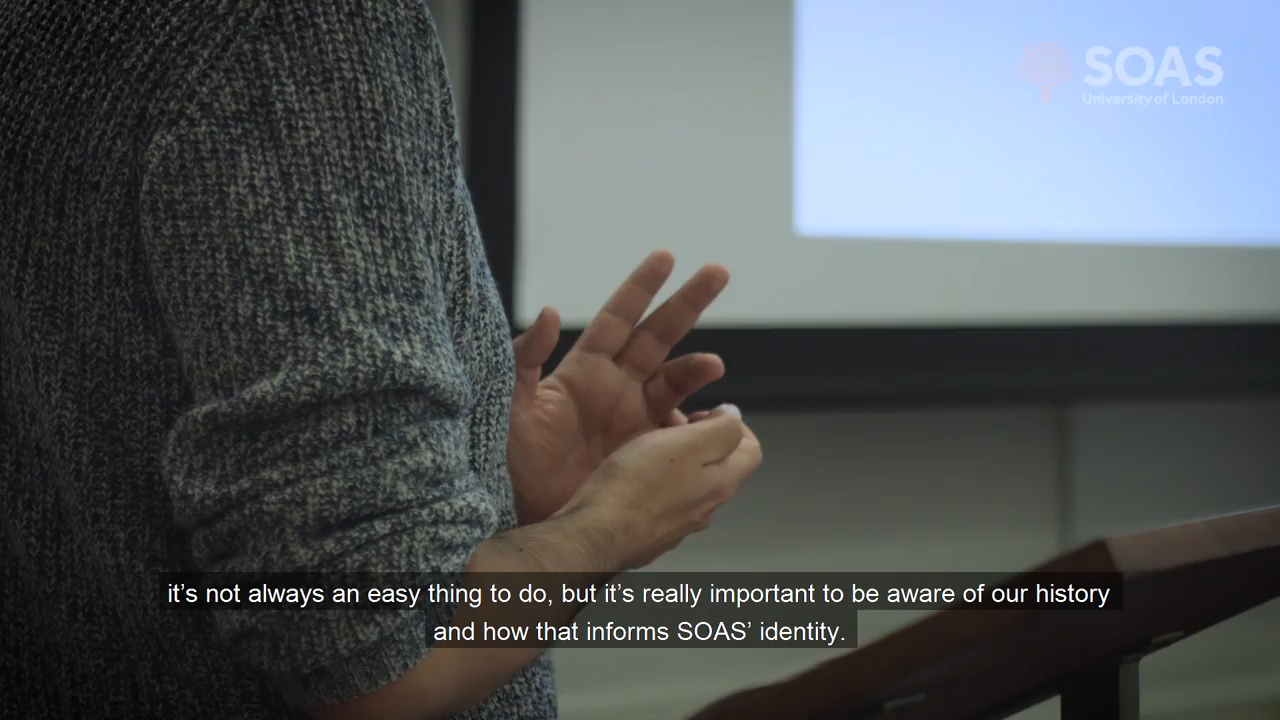 SOAS
University of London
it’s not always an easy thing to do, but it’s really important to be aware of our history
and how that informs SOAS’ identity.